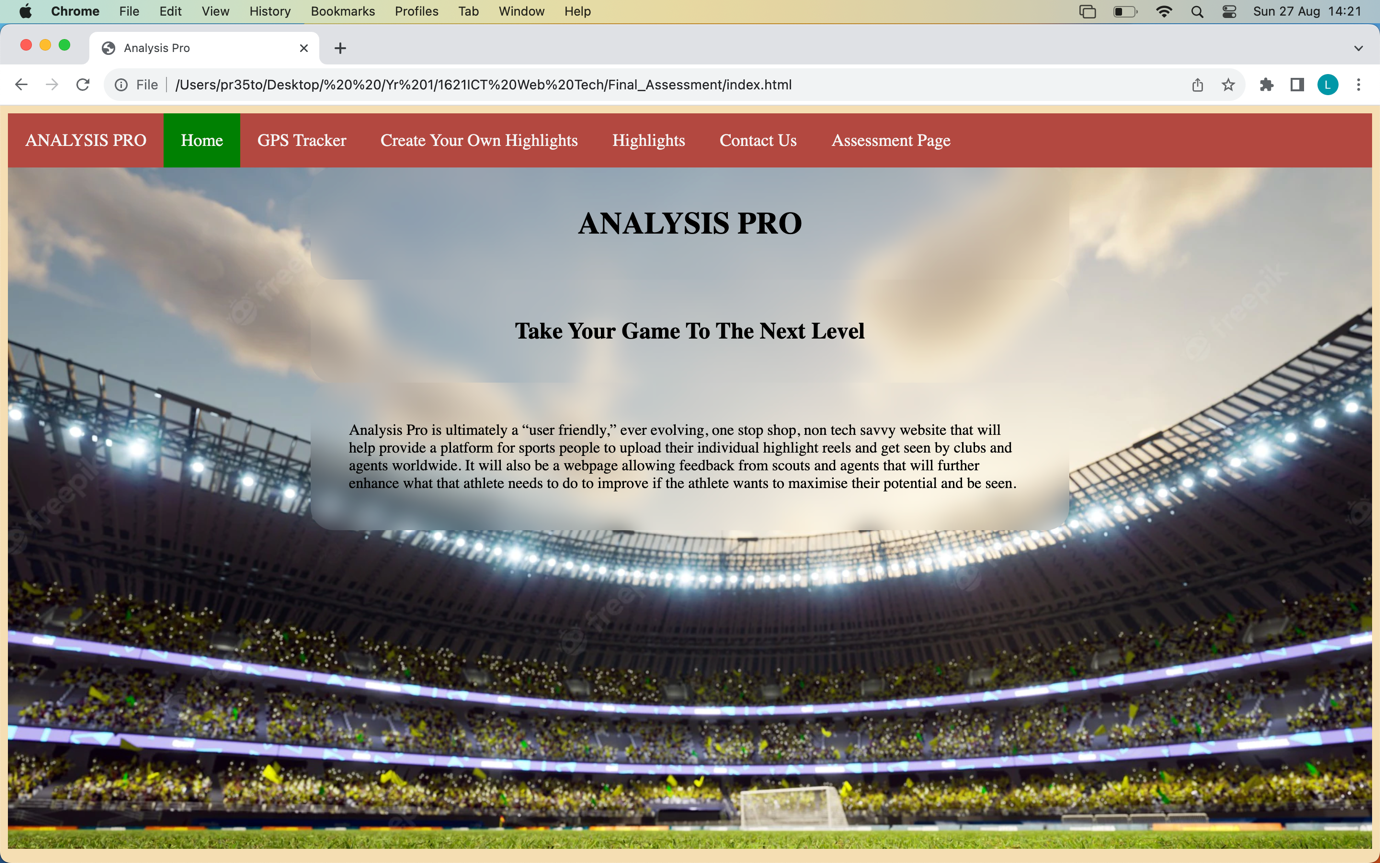 Chrome File Edit View History Bookmarks Profiles Tab Window Help Sun 27 Aug 14:21
Analysis Pro
File /Users/pr35to/Desktop/%20%20/Yr%201/1621ICT%20Web%20Tech/Final_Assessment/index.html L
ANALYSIS PRO Home GPS Tracker Create Your Own Highlights Highlights Contact Us Assessment Page
ANALYSIS PRO
Take Your Game To The Next Level
Analysis Pro is ultimately a “user friendly,” ever evolving, one stop shop, non tech savvy website that will
help provide a platform for sports people to upload their individual highlight reels and get seen by clubs and
agents worldwide. It will also be a webpage allowing feedback from scouts and agents that will further
enhance what that athlete needs to do to improve if the athlete wants to maximise their potential and be seen.
freepik
freepik
freepik